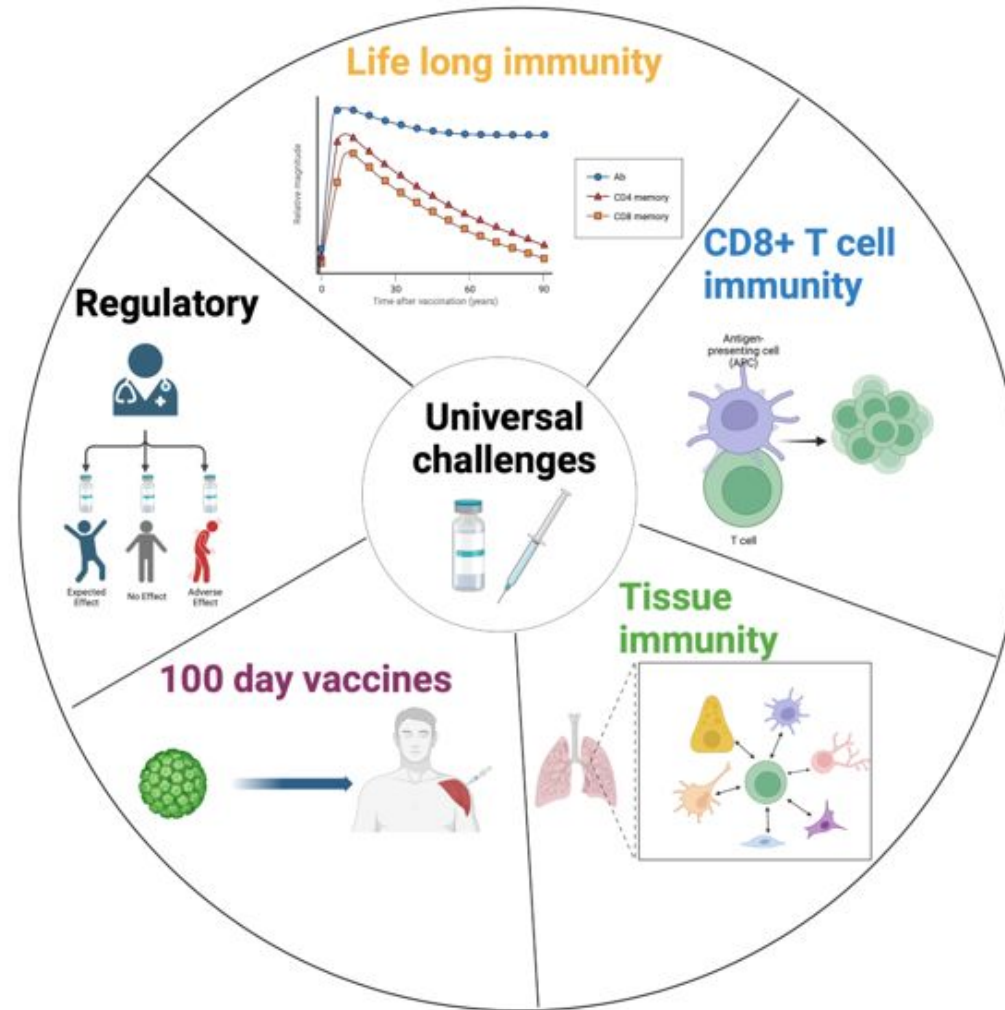 Life long immunity
Relative magnitude
Ab
CD4 memory
CD8 memory
0
30
60
90
Time after vacconation (years)
CD8+ T cell
immunity
Antigen-
presenting cell
(APC)
T cell
Regulatory
Expected
Effect
No Effect
Adverse
Effect
Universal
challenges
Tissue
immunity
100 day vaccines